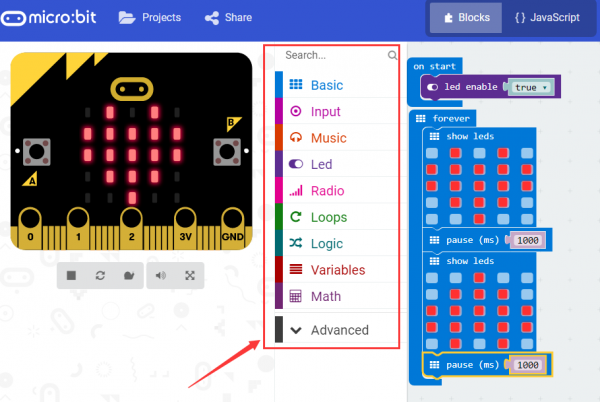 micro:bit Projects Share Blocks {} JavaScript
B
A
0 1 2 3V GND
Search...
Basic
Input
Music
Led
Radio
Loops
Logic
Variables
Math
Advanced
on start
led enable true
forever
show leds
pause (ms) 1000
show leds
pause (ms) 1000